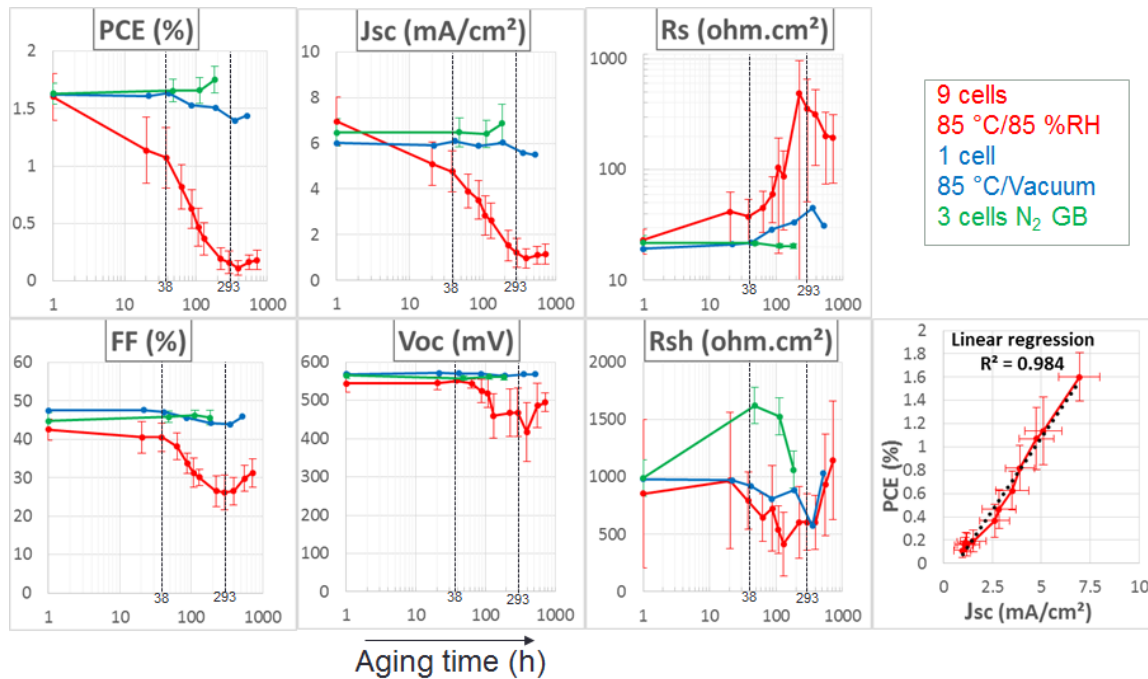 PCE (%)
2
1.5
1
0.5
0
1 10 100 1000
38 293
Jsc (mA/cm²)
10
8
6
4
2
0
1 10 100 1000
38 293
Rs (ohm.cm²)
1000
100
10
1 10 100 1000
38 293
9 cells
85 °C/85 %RH
1 cell
85 °C/Vacuum
3 cells N₂ GB
FF (%)
60
50
40
30
20
10
0
1 10 100 1000
38 293
Voc (mV)
600
500
400
300
200
100
0
1 10 100 1000
38 293
Rsh (ohm.cm²)
2000
1500
1000
500
0
1 10 100 1000
38 293
Linear regression
R² = 0.984
PCE (%)
2
1.8
1.6
1.4
1.2
1
0.8
0.6
0.4
0.2
0
0 2.5 5 7.5 10
Jsc (mA/cm²)
Aging time (h)